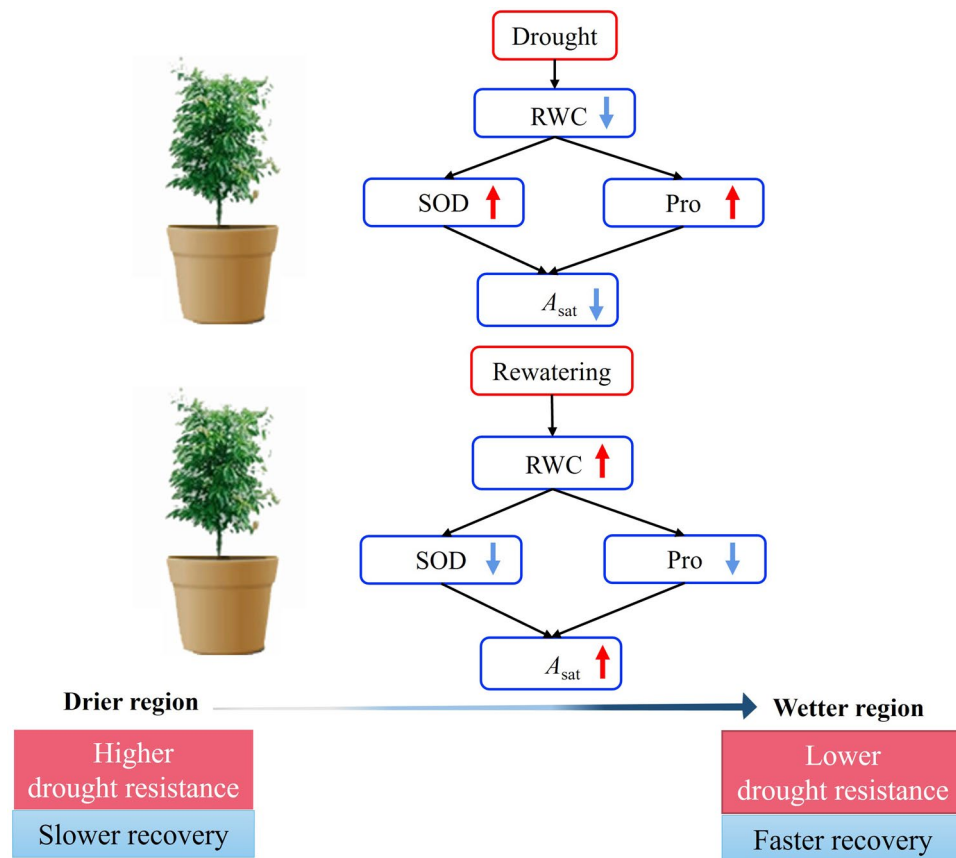 Drought
RWC
SOD
Pro
Asat
Rewatering
RWC
SOD
Pro
Asat
Drier region
Wetter region
Higher
drought resistance
Slower recovery
Lower
drought resistance
Faster recovery